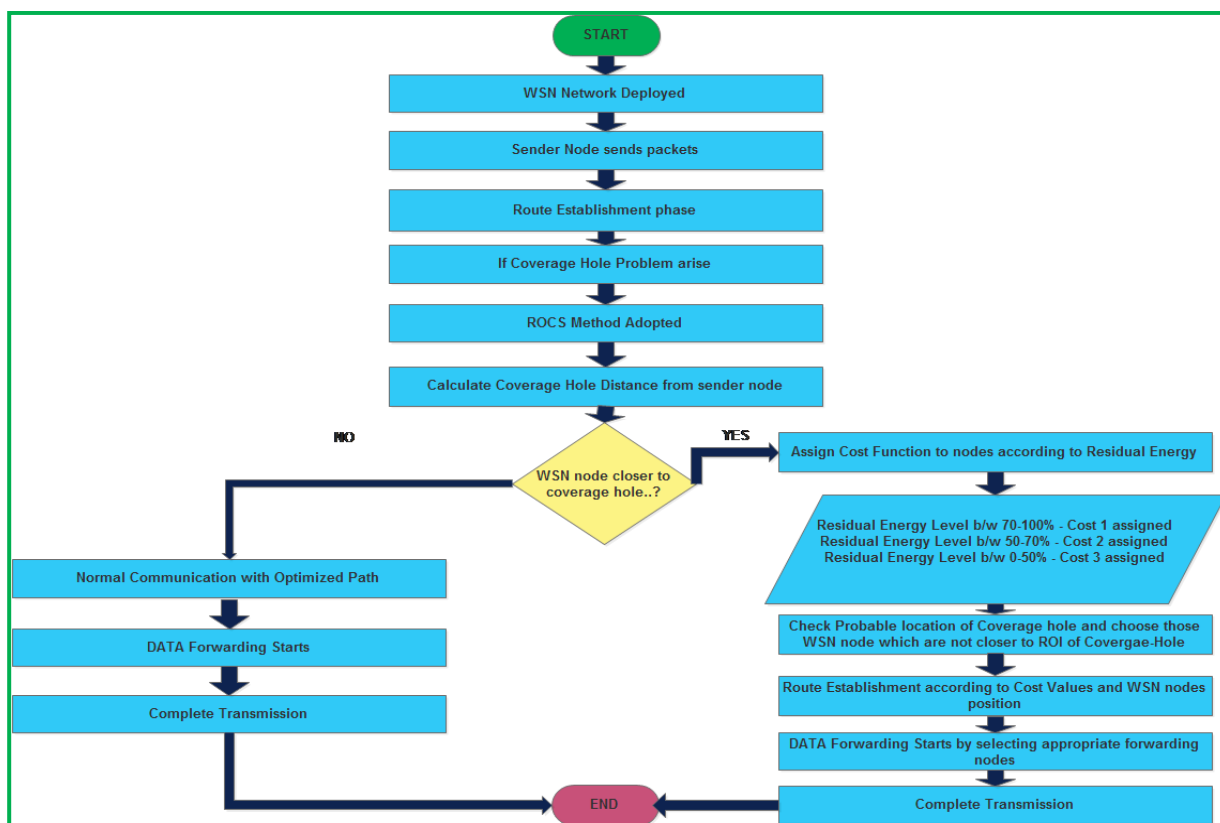 START
WSN Network Deployed
Sender Node sends packets
Route Establishment phase
If Coverage Hole Problem arise
ROCS Method Adopted
Calculate Coverage Hole Distance from sender node
WSN node closer to
coverage hole..?
NO
Normal Communication with Optimized Path
DATA Forwarding Starts
Complete Transmission
YES
Assign Cost Function to nodes according to Residual Energy
Residual Energy Level b/w 70-100% - Cost 1 assigned
Residual Energy Level b/w 50-70% - Cost 2 assigned
Residual Energy Level b/w 0-50% - Cost 3 assigned
Check Probable location of Coverage hole and choose those
WSN node which are not closer to ROI of Covergae-Hole
Route Establishment according to Cost Values and WSN nodes
position
DATA Forwarding Starts by selecting appropriate forwarding
nodes
Complete Transmission
END